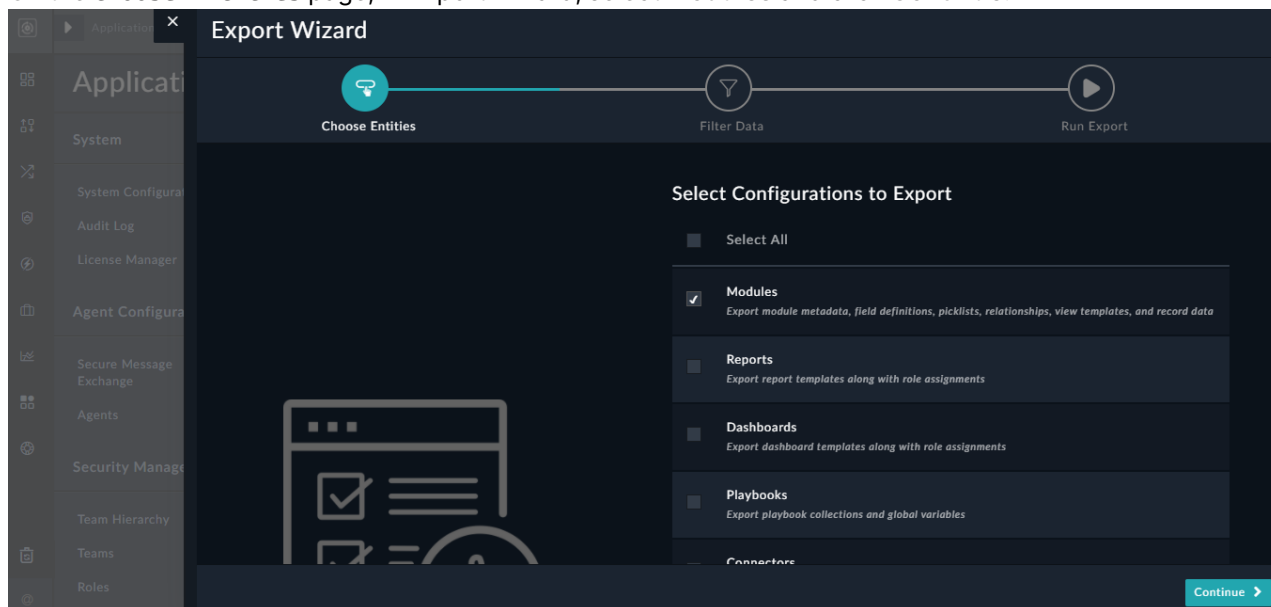 Export Wizard
Application
Applicati
Choose Entities
Filter Data
Run Export
System
System Configurat
Audit Log
License Manager
Agent Configura
Secure Message
Exchange
Agents
Security Manage
Team Hierarchy
Teams
Roles
Select Configurations to Export
Select All
Modules
Export module metadata, field definitions, picklists, relationships, view templates, and record data
Reports
Export report templates along with role assignments
Dashboards
Export dashboard templates along with role assignments
Playbooks
Export playbook collections and global variables
Connectors
Continue